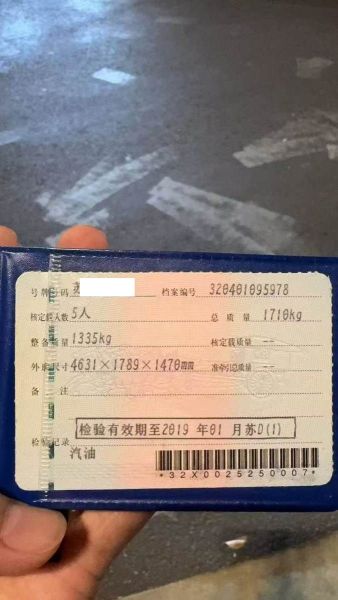 号牌号码 苏 档案编号 320401095978
核定载人数 5人 总质量 1710kg
整备质量 1335kg 核定载质量 --
外廓尺寸 4631×1789×1470mm 准牵引总质量 --
备注
检验有效期至2019 年01 月苏D(1)
检验记录
汽油
*32X0025250007*